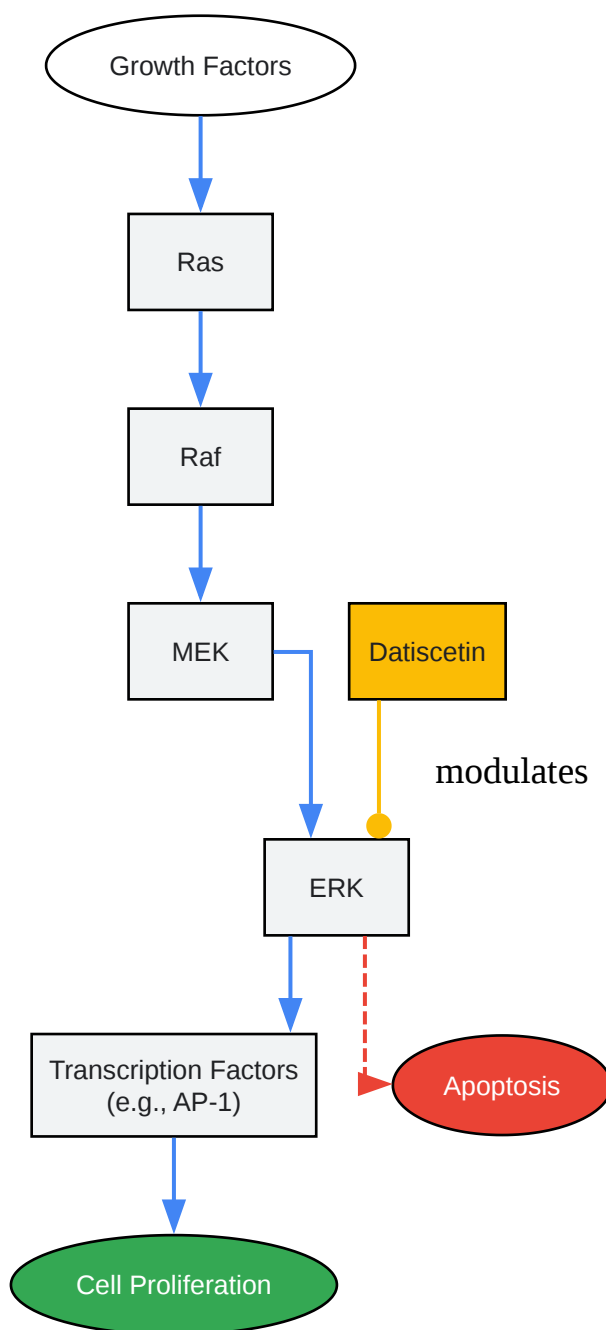 Growth Factors
Ras
Raf
MEK
Datiscetin
modulates
ERK
Transcription Factors
(e.g., AP-1)
Apoptosis
Cell Proliferation